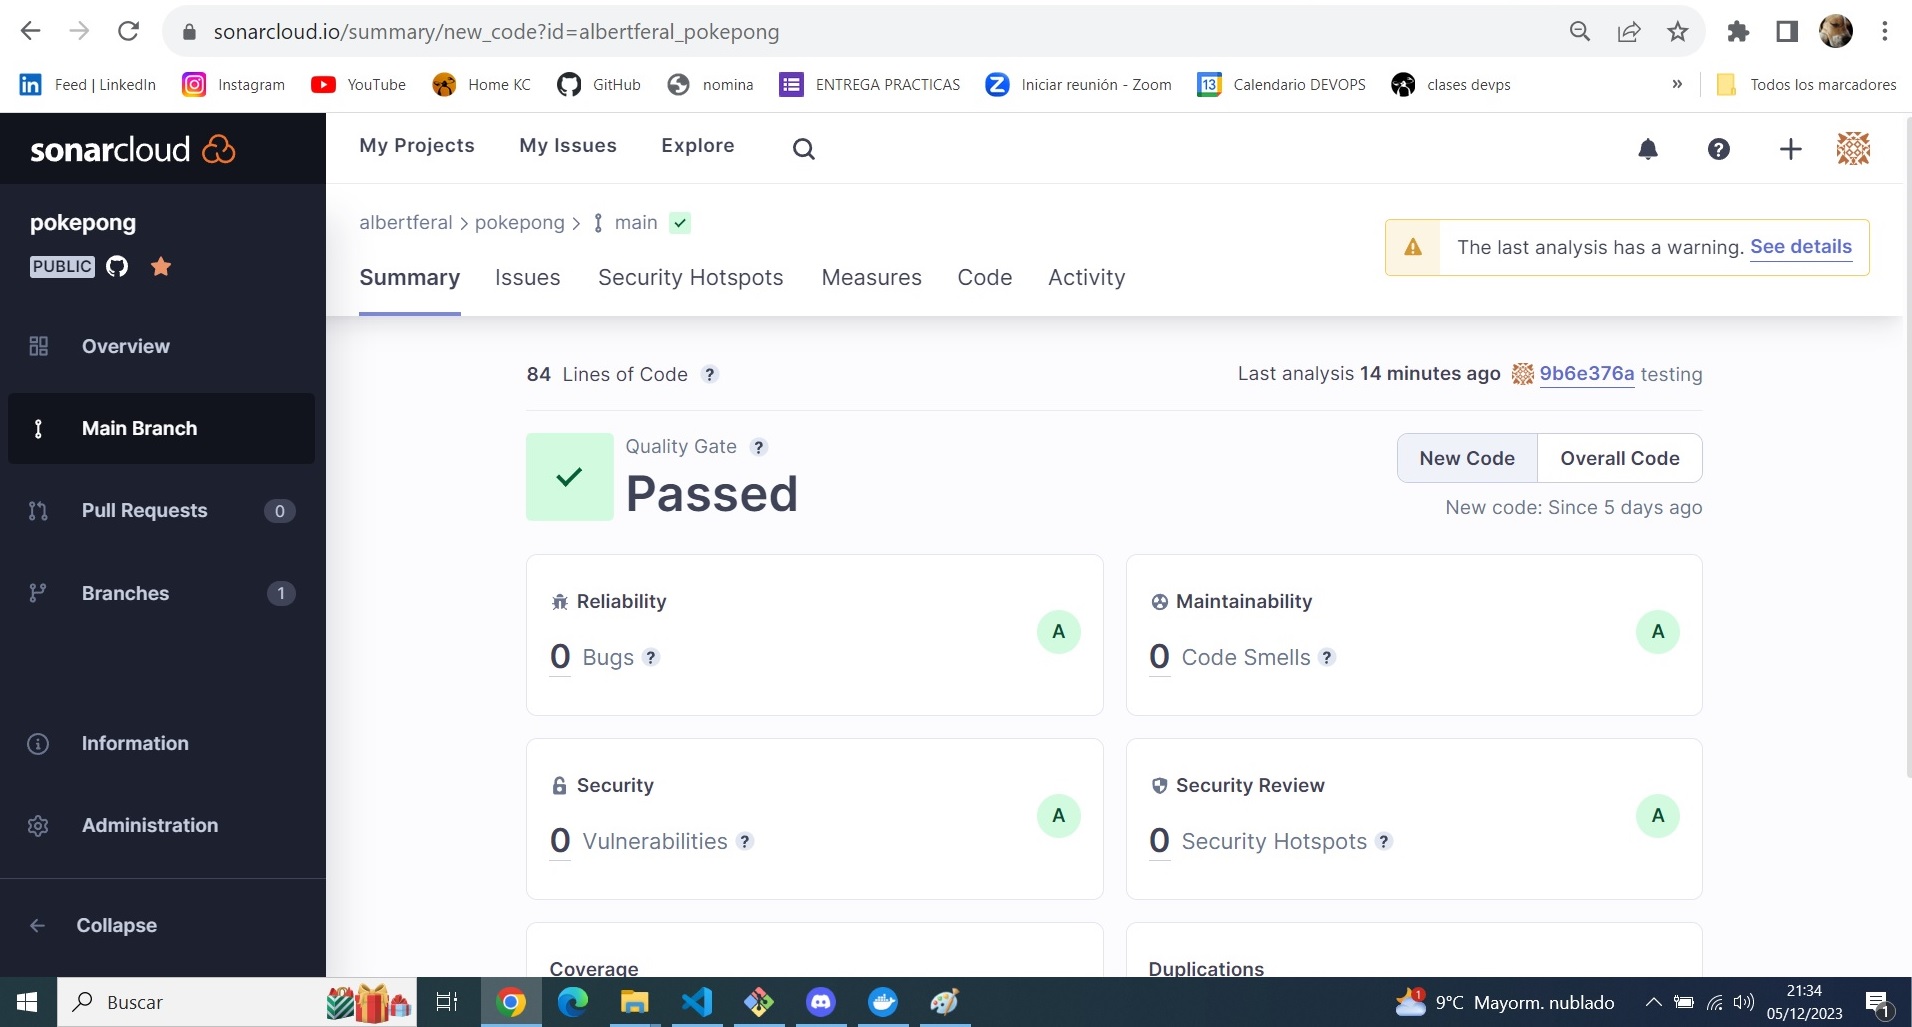 sonarcloud.io/summary/new_code?id=albertferal_pokepong
Feed | LinkedIn Instagram YouTube Home KC GitHub nomina ENTREGA PRACTICAS Iniciar reunión - Zoom 13 Calendario DEVOPS clases devps » Todos los marcadores
sonarcloud My Projects My Issues Explore
pokepong
PUBLIC
Overview
Main Branch
Pull Requests 0
Branches 1
Information
Administration
Collapse
albertferal > pokepong > main
The last analysis has a warning. See details
Summary Issues Security Hotspots Measures Code Activity
84 Lines of Code ? Last analysis 14 minutes ago 9b6e376a testing
Quality Gate ?
Passed
New Code Overall Code
New code: Since 5 days ago
Reliability
0 Bugs ? A
Maintainability
0 Code Smells ? A
Security
0 Vulnerabilities ? A
Security Review
0 Security Hotspots ? A
Coverage
Duplications
Buscar
1 9°C Mayorm. nublado
21:34
05/12/2023
1